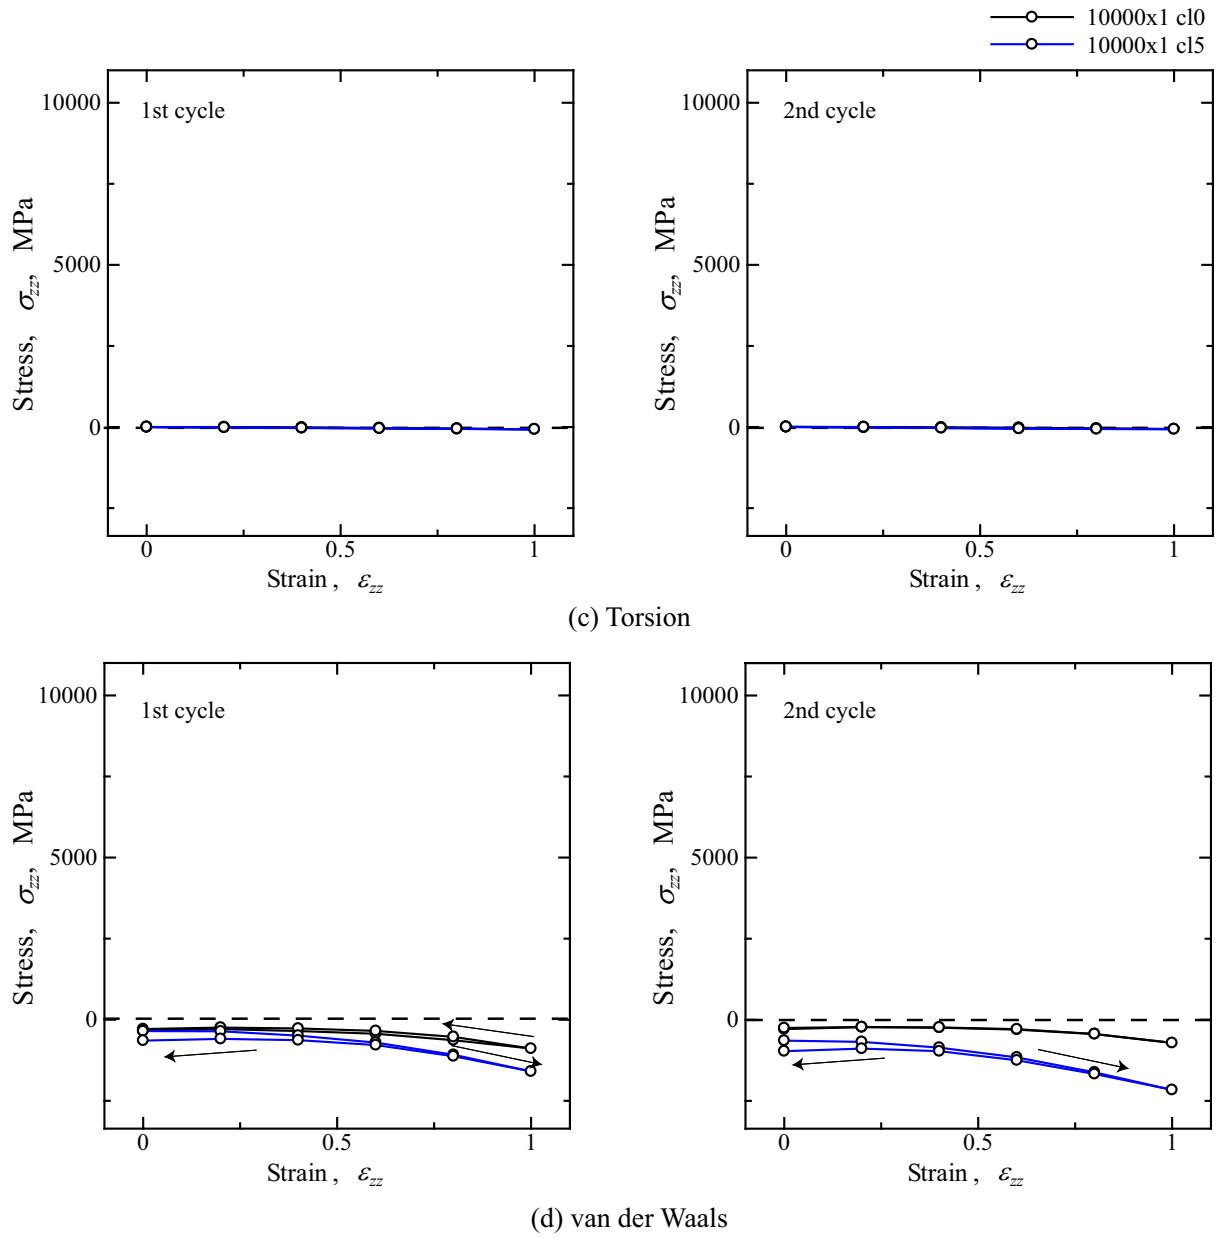 10000x1 cl0
10000x1 cl5
10000
5000
0
1st cycle
Stress, σzz, MPa
0 0.5 1
Strain , εzz
10000
5000
0
2nd cycle
Stress, σzz, MPa
0 0.5 1
Strain , εzz
(c) Torsion
10000
5000
0
1st cycle
Stress, σzz, MPa
0 0.5 1
Strain , εzz
10000
5000
0
2nd cycle
Stress, σzz, MPa
0 0.5 1
Strain , εzz
(d) van der Waals